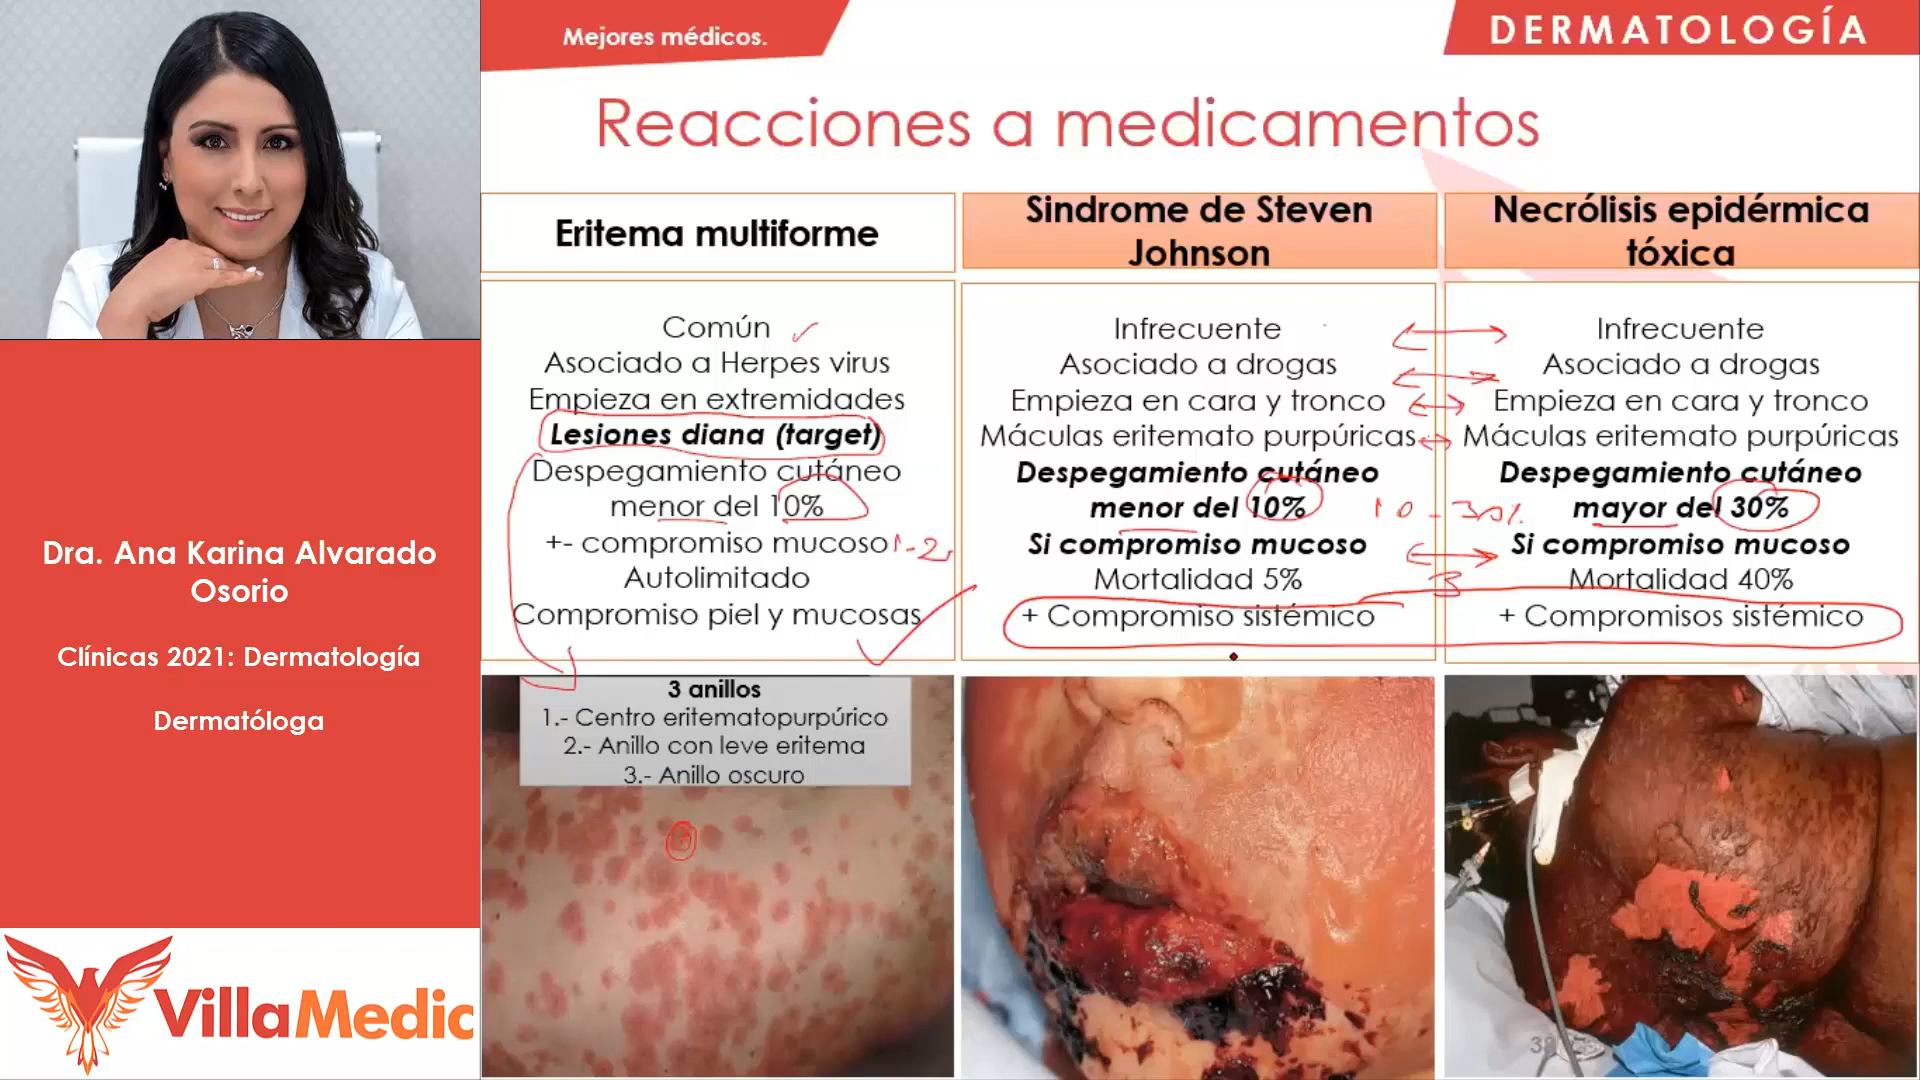 Mejores médicos.
DERMATOLOGÍA
Reacciones a medicamentos
Eritema multiforme
Común
Asociado a Herpes virus
Empieza en extremidades
Lesiones diana (target)
Despegamiento cutáneo
menor del 10%
+- compromiso mucoso 1-2
Autolimitado
Compromiso piel y mucosas
3 anillos
1.- Centro eritematopurpúrico
2.- Anillo con leve eritema
3.- Anillo oscuro
Sindrome de Steven
Johnson
Infrecuente
Asociado a drogas
Empieza en cara y tronco
Máculas eritemato purpúricas
Despegamiento cutáneo
menor del 10%
10 - 30%
Si compromiso mucoso
Mortalidad 5%
3
+ Compromiso sistémico
Necrólisis epidérmica
tóxica
Infrecuente
Asociado a drogas
Empieza en cara y tronco
Máculas eritemato purpúricas
Despegamiento cutáneo
mayor del 30%
Si compromiso mucoso
Mortalidad 40%
+ Compromisos sistémico
Dra. Ana Karina Alvarado
Osorio
Clínicas 2021: Dermatología
Dermatóloga
VillaMedic